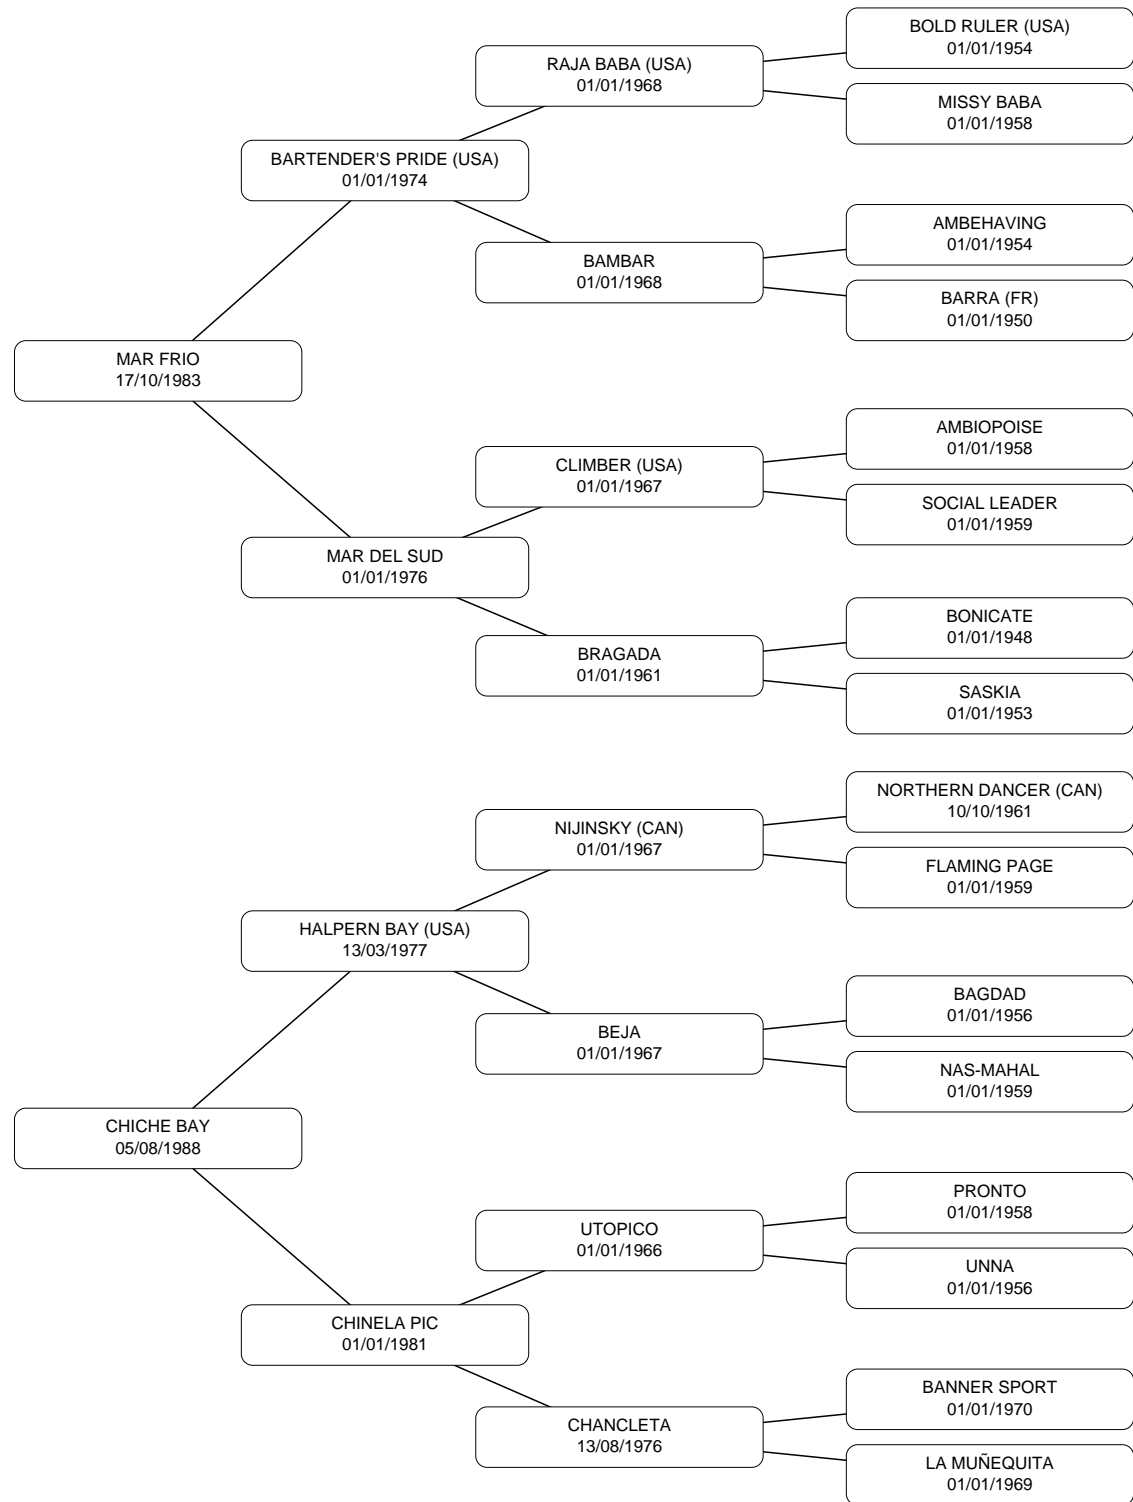 BOLD RULER (USA)
01/01/1954
RAJA BABA (USA)
01/01/1968
MISSY BABA
01/01/1958
BARTENDER'S PRIDE (USA)
01/01/1974
AMBEHAVING
01/01/1954
BAMBAR
01/01/1968
BARRA (FR)
01/01/1950
MAR FRIO
17/10/1983
AMBIOPOISE
01/01/1958
CLIMBER (USA)
01/01/1967
SOCIAL LEADER
01/01/1959
MAR DEL SUD
01/01/1976
BONICATE
01/01/1948
BRAGADA
01/01/1961
SASKIA
01/01/1953
NORTHERN DANCER (CAN)
10/10/1961
NIJINSKY (CAN)
01/01/1967
FLAMING PAGE
01/01/1959
HALPERN BAY (USA)
13/03/1977
BAGDAD
01/01/1956
BEJA
01/01/1967
NAS-MAHAL
01/01/1959
CHICHE BAY
05/08/1988
PRONTO
01/01/1958
UTOPICO
01/01/1966
UNNA
01/01/1956
CHINELA PIC
01/01/1981
BANNER SPORT
01/01/1970
CHANCLETA
13/08/1976
LA MUÑEQUITA
01/01/1969